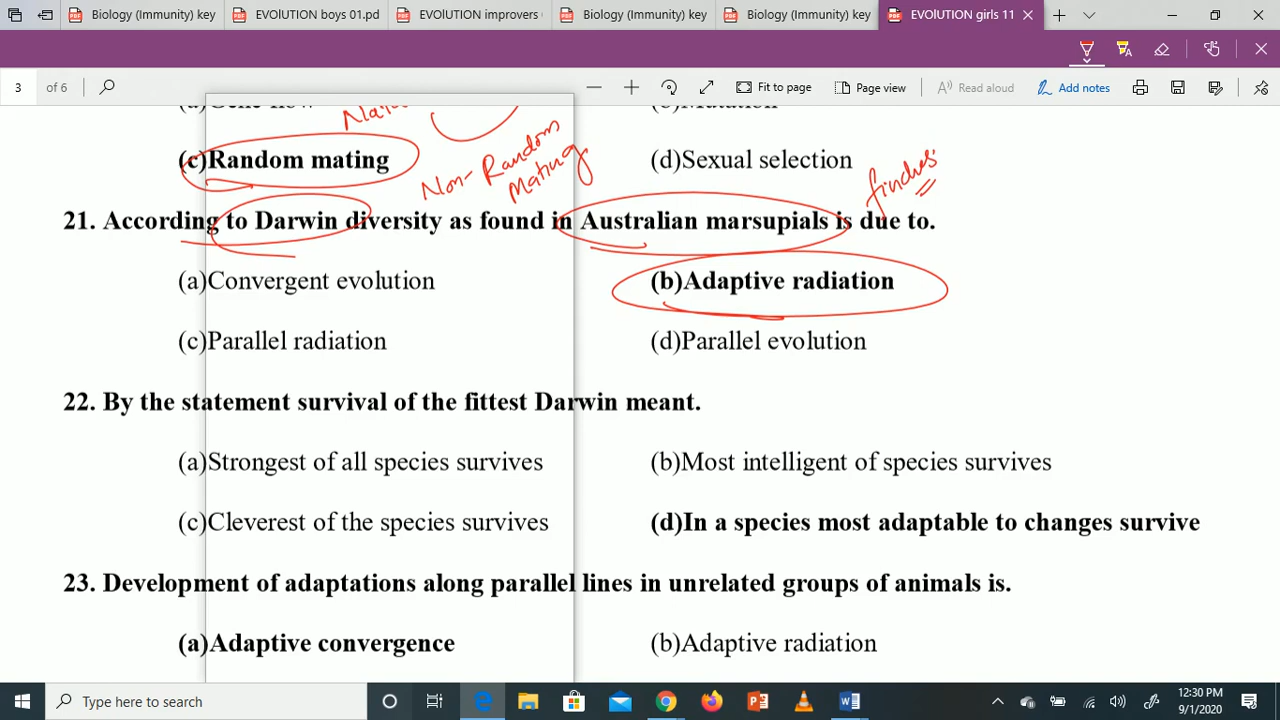 Biology (Immunity) key
EVOlUTION boys 01.pd
EVOlUTION improvers
Biology (Immunity) key
Biology (Immunity) key
EVOlUTION girls 11
3 of 6
Fit to page
Page view
Read aloud
Add notes
(c)Random mating
Non-Random
Mating
(d)Sexual selection
finches
21. According to Darwin diversity as found in Australian marsupials is due to.
(a)Convergent evolution
(b)Adaptive radiation
(c)Parallel radiation
(d)Parallel evolution
22. By the statement survival of the fittest Darwin meant.
(a)Strongest of all species survives
(b)Most intelligent of species survives
(c)Cleverest of the species survives
(d)In a species most adaptable to changes survive
23. Development of adaptations along parallel lines in unrelated groups of animals is.
(a)Adaptive convergence
(b)Adaptive radiation
Type here to search
12:30 PM
9/1/2020